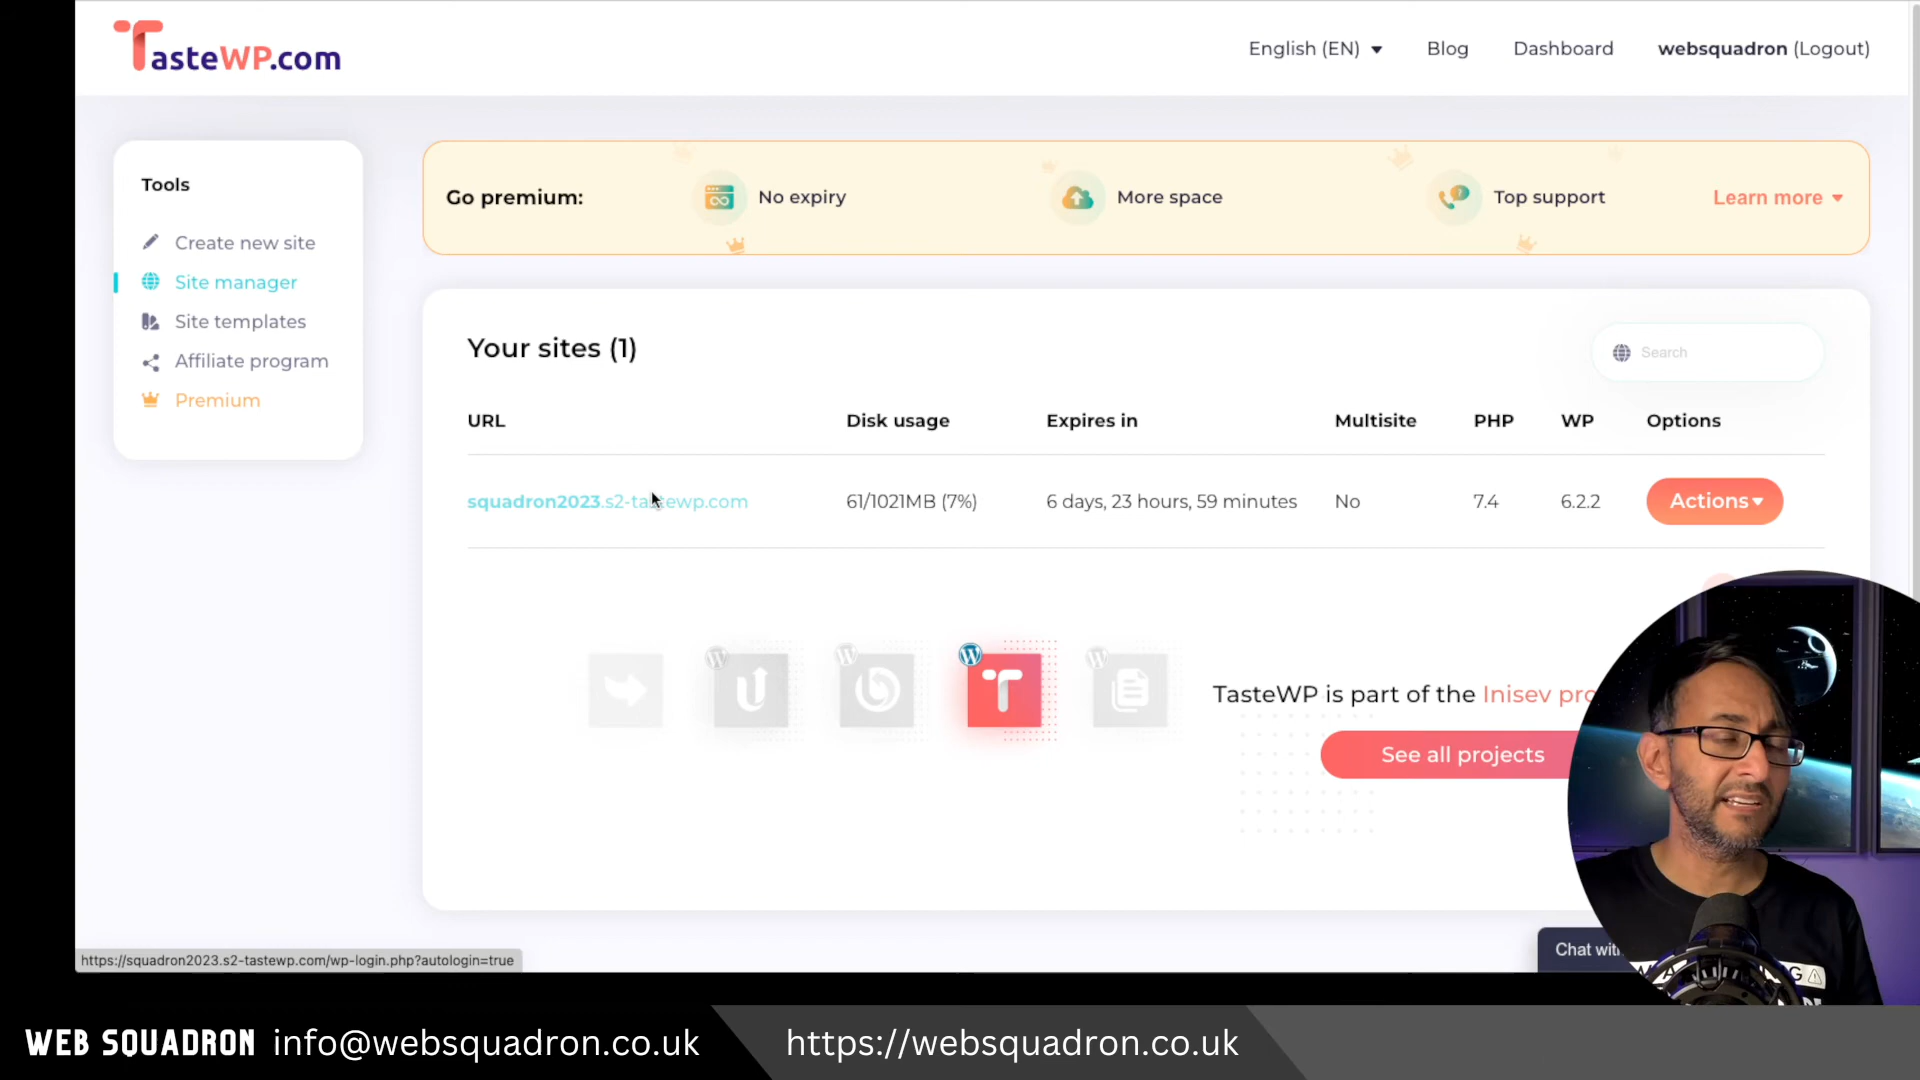 TasteWP.com
English (EN)
Blog
Dashboard
websquadron (Logout)
Tools
Create new site
Site manager
Site templates
Affiliate program
Premium
Go premium:
No expiry
More space
Top support
Learn more
Your sites (1)
Search
URL
Disk usage
Expires in
Multisite
PHP
WP
Options
squadron2023.s2-tastewp.com
61/1021MB (7%)
6 days, 23 hours, 59 minutes
No
7.4
6.2.2
Actions
TasteWP is part of the Inisev pro
See all projects
Chat with
https://squadron2023.s2-tastewp.com/wp-login.php?autologin=true
WEB SQUADRON info@websquadron.co.uk
https://websquadron.co.uk